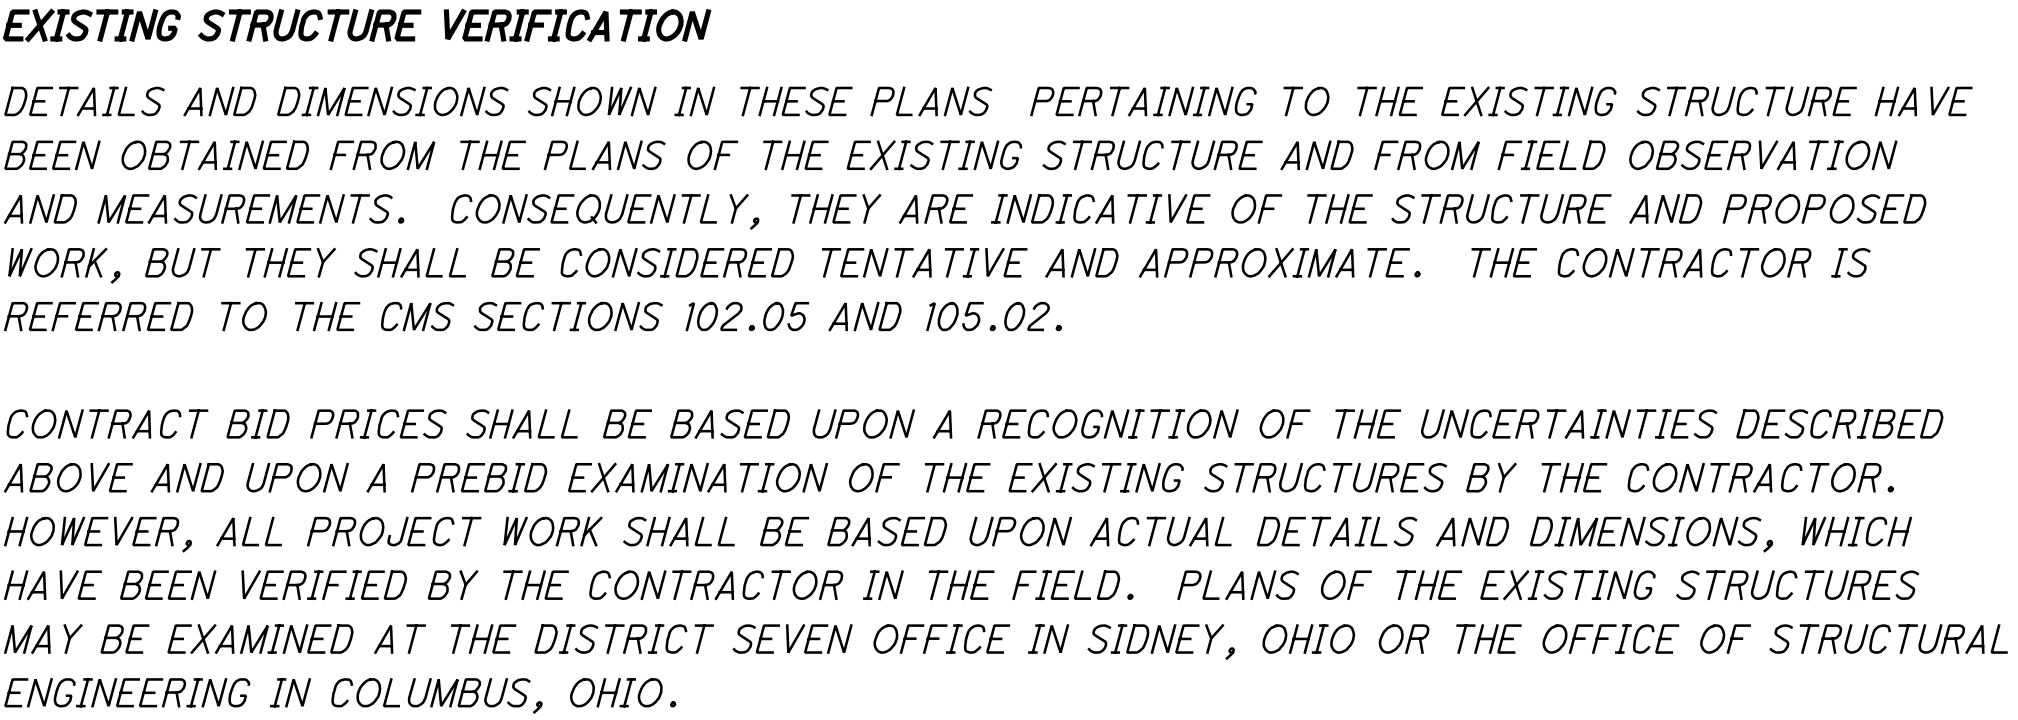 EXISTING STRUCTURE VERIFICATION
DETAILS AND DIMENSIONS SHOWN IN THESE PLANS  PERTAINING TO THE EXISTING STRUCTURE HAVE
BEEN OBTAINED FROM THE PLANS OF THE EXISTING STRUCTURE AND FROM FIELD OBSERVATION
AND MEASUREMENTS.  CONSEQUENTLY, THEY ARE INDICATIVE OF THE STRUCTURE AND PROPOSED
WORK, BUT THEY SHALL BE CONSIDERED TENTATIVE AND APPROXIMATE.  THE CONTRACTOR IS
REFERRED TO THE CMS SECTIONS 102.05 AND 105.02.
CONTRACT BID PRICES SHALL BE BASED UPON A RECOGNITION OF THE UNCERTAINTIES DESCRIBED
ABOVE AND UPON A PREBID EXAMINATION OF THE EXISTING STRUCTURES BY THE CONTRACTOR.
HOWEVER, ALL PROJECT WORK SHALL BE BASED UPON ACTUAL DETAILS AND DIMENSIONS, WHICH
HAVE BEEN VERIFIED BY THE CONTRACTOR IN THE FIELD.  PLANS OF THE EXISTING STRUCTURES
MAY BE EXAMINED AT THE DISTRICT SEVEN OFFICE IN SIDNEY, OHIO OR THE OFFICE OF STRUCTURAL
ENGINEERING IN COLUMBUS, OHIO.